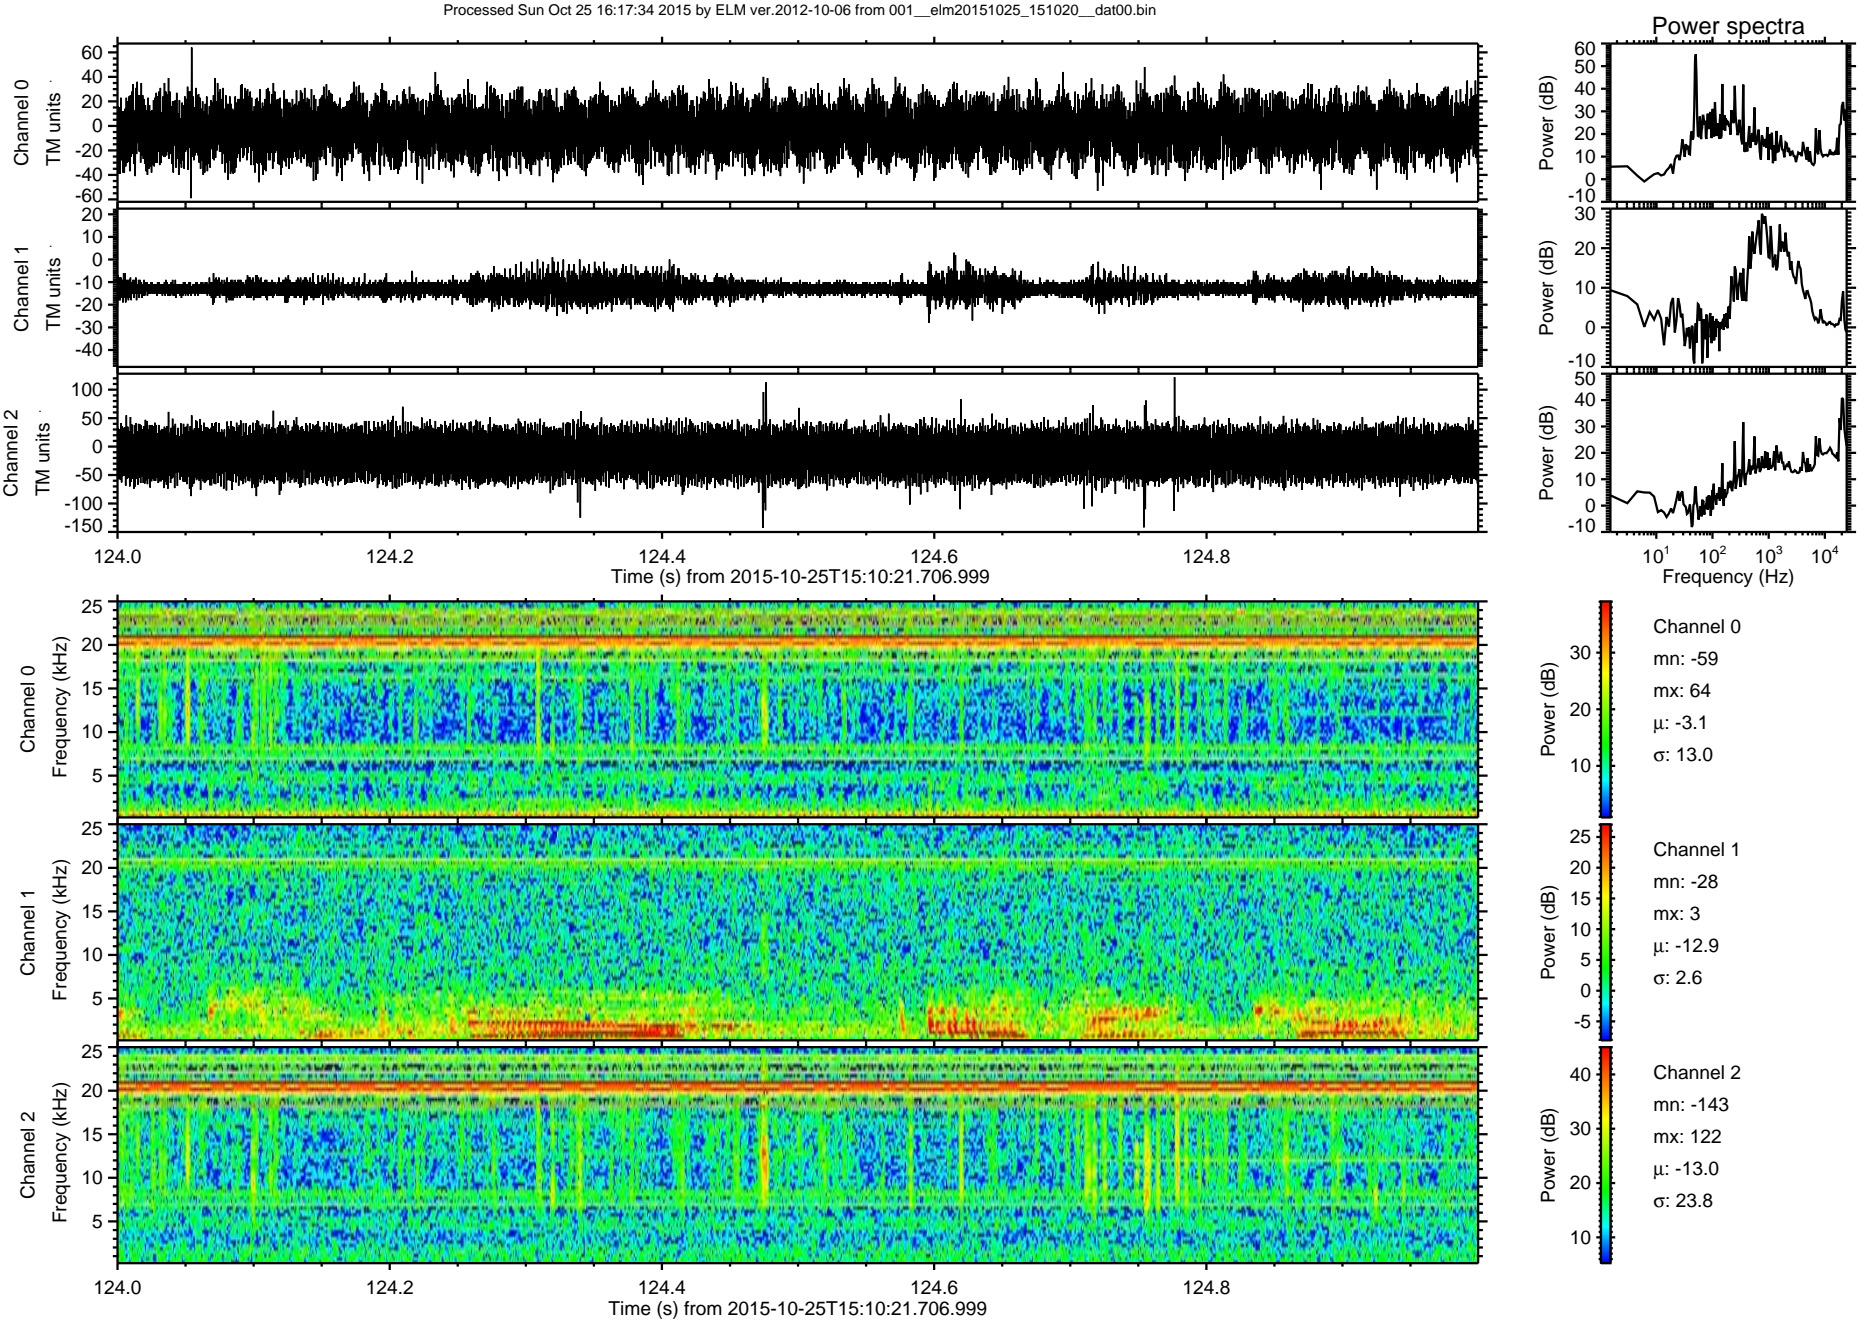 Processed Sun Oct 25 16:17:34 2015 by ELM ver.2012-10-06 from 001__elm20151025_151020__dat00.bin
Power spectra
Channel 0
TM units
60
40
20
0
-20
-40
-60
Power (dB)
60
50
40
30
20
10
0
-10
Channel 1
TM units
20
10
0
-10
-20
-30
-40
Power (dB)
30
20
10
0
-10
Channel 2
TM units
100
50
0
-50
-100
-150
Power (dB)
50
40
30
20
10
0
-10
124.0 124.2 124.4 124.6 124.8
Time (s) from 2015-10-25T15:10:21.706.999
10¹ 10² 10³ 10⁴
Frequency (Hz)
Channel 0
Frequency (kHz)
25
20
15
10
5
Power (dB)
30
20
10
Channel 0
mn: -59
mx: 64
μ: -3.1
σ: 13.0
Channel 1
Frequency (kHz)
25
20
15
10
5
Power (dB)
25
20
15
10
5
0
-5
Channel 1
mn: -28
mx: 3
μ: -12.9
σ: 2.6
Channel 2
Frequency (kHz)
25
20
15
10
5
Power (dB)
40
30
20
10
Channel 2
mn: -143
mx: 122
μ: -13.0
σ: 23.8
124.0 124.2 124.4 124.6 124.8
Time (s) from 2015-10-25T15:10:21.706.999